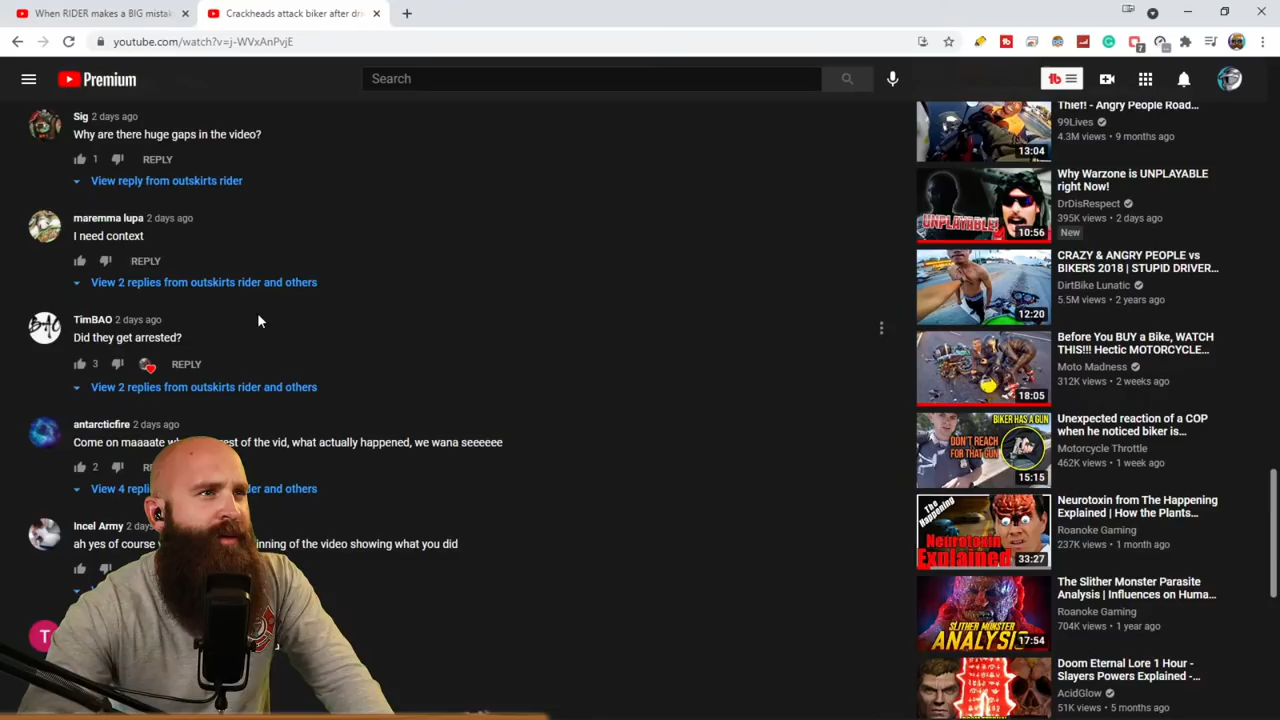 When RIDER makes a BIG mistak
Crackheads attack biker after dri
youtube.com/watch?v=j-WVxAnPvjE
7
Premium
Search
Sig 2 days ago
Why are there huge gaps in the video?
1 REPLY
View reply from outskirts rider
maremma lupa 2 days ago
I need context
REPLY
View 2 replies from outskirts rider and others
TimBAO 2 days ago
Did they get arrested?
3 REPLY
View 2 replies from outskirts rider and others
antarcticfire 2 days ago
Come on maaaate rest of the vid, what actually happened, we wana seeeeee
2
View 4 and others
Incel Army 2 days
ah yes of course of the video showing what you did
T
Thief! - Angry People Road...
99Lives
4.3M views • 9 months ago
13:04
Why Warzone is UNPLAYABLE
right Now!
DrDisRespect
395K views • 2 days ago
New
UNPLAYABLE!
10:56
CRAZY & ANGRY PEOPLE vs
BIKERS 2018 | STUPID DRIVER...
DirtBike Lunatic
5.5M views • 2 years ago
12:20
Before You BUY a Bike, WATCH
THIS!!! Hectic MOTORCYCLE...
Moto Madness
312K views • 2 weeks ago
18:05
Unexpected reaction of a COP
when he noticed biker is...
Motorcycle Throttle
462K views • 1 week ago
BIKER HAS A GUN
DON'T REACH
FOR THAT GUN
15:15
Neurotoxin from The Happening
Explained | How the Plants...
Roanoke Gaming
237K views • 1 month ago
The Happening
Neurotoxin
Explained
33:27
The Slither Monster Parasite
Analysis | Influences on Huma...
Roanoke Gaming
704K views • 1 year ago
SLITHER MONSTER
ANALYSIS
17:54
Doom Eternal Lore 1 Hour -
Slayers Powers Explained -...
AcidGlow
51K views • 5 months ago